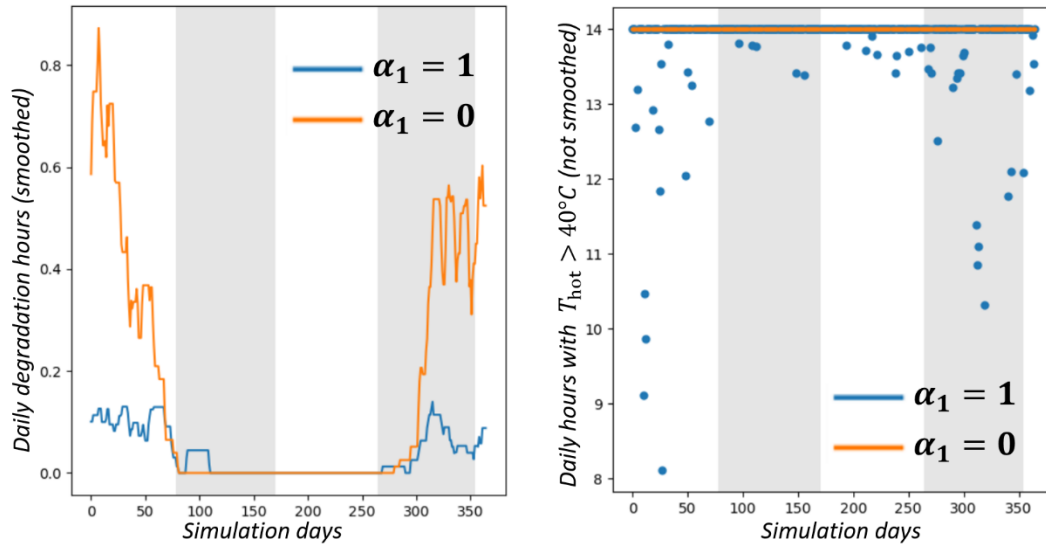 Daily degradation hours (smoothed)
0.8
0.6
0.4
0.2
0.0
α₁ = 1
α₁ = 0
0 50 100 150 200 250 300 350
Simulation days
Daily hours with T_hot > 40°C (not smoothed)
14
13
12
11
10
9
8
α₁ = 1
α₁ = 0
0 50 100 150 200 250 300 350
Simulation days